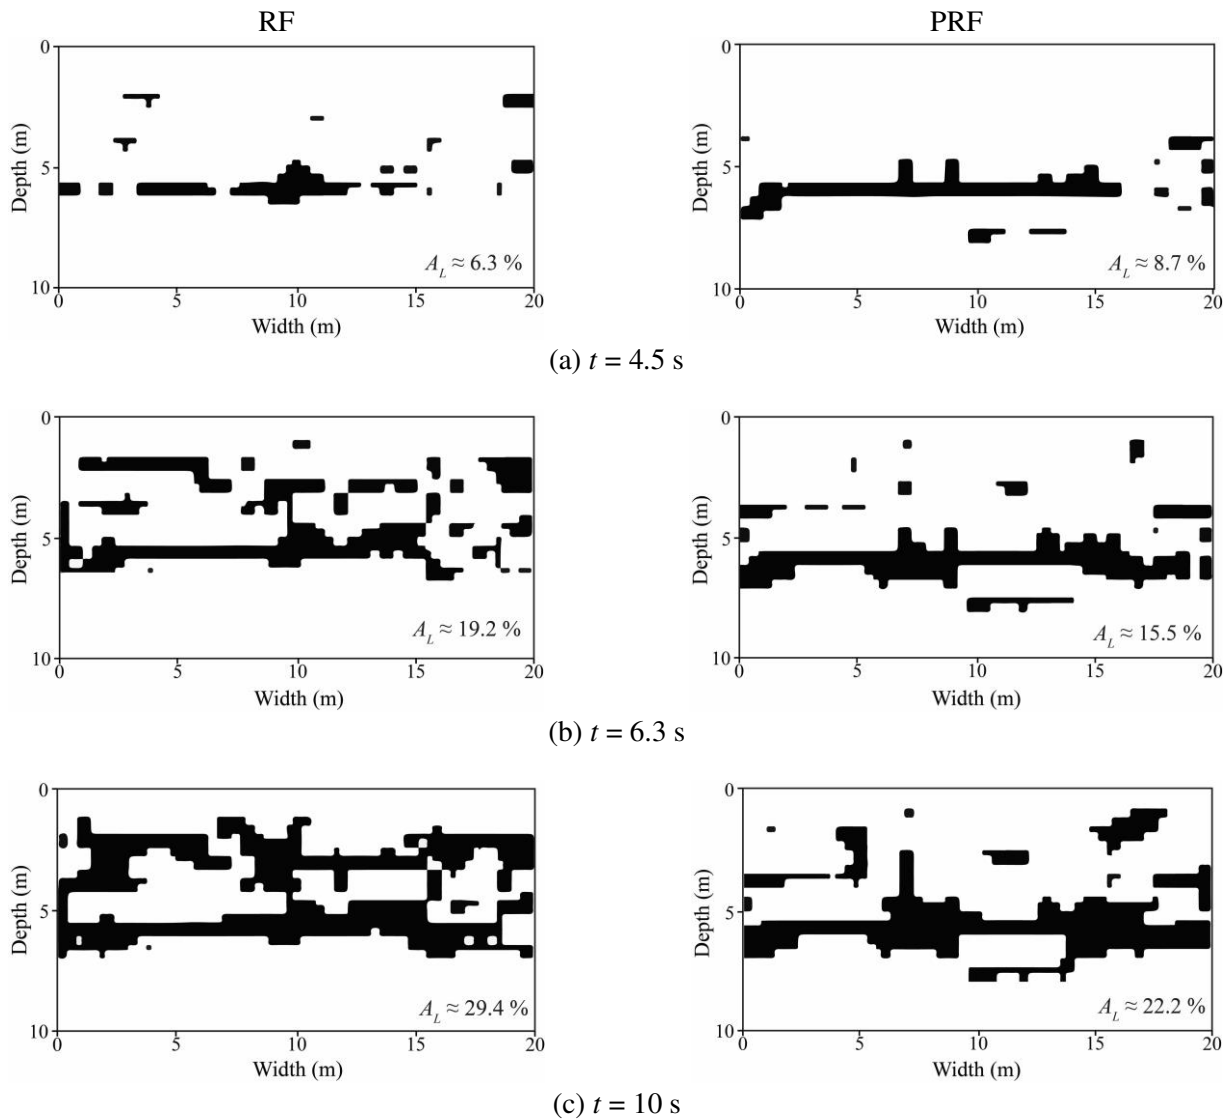 RF PRF
0 0
5 5
10 10
Depth (m) Depth (m)
A_L ≈ 6.3 % A_L ≈ 8.7 %
0 5 10 15 20 0 5 10 15 20
Width (m) Width (m)
(a) t = 4.5 s
0 0
5 5
10 10
Depth (m) Depth (m)
A_L ≈ 19.2 % A_L ≈ 15.5 %
0 5 10 15 20 0 5 10 15 20
Width (m) Width (m)
(b) t = 6.3 s
0 0
5 5
10 10
Depth (m) Depth (m)
A_L ≈ 29.4 % A_L ≈ 22.2 %
0 5 10 15 20 0 5 10 15 20
Width (m) Width (m)
(c) t = 10 s